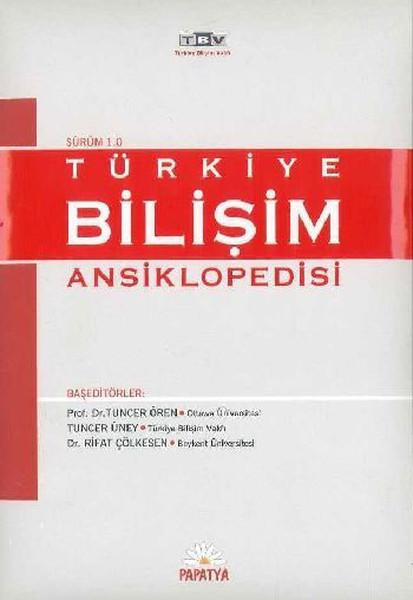 TBV
Türkiye Bilişim Vakfı
SÜRÜM 1.0
TÜRKİYE
BİLİŞİM
ANSİKLOPEDİSİ
BAŞEDİTÖRLER:
Prof. Dr.TUNCER ÖREN • Ottawa Üniversitesi
TUNCER ÜNEY • Türkiye Bilişim Vakfı
Dr. RİFAT ÇÖLKESEN • Beykent Üniversitesi
PAPATYA